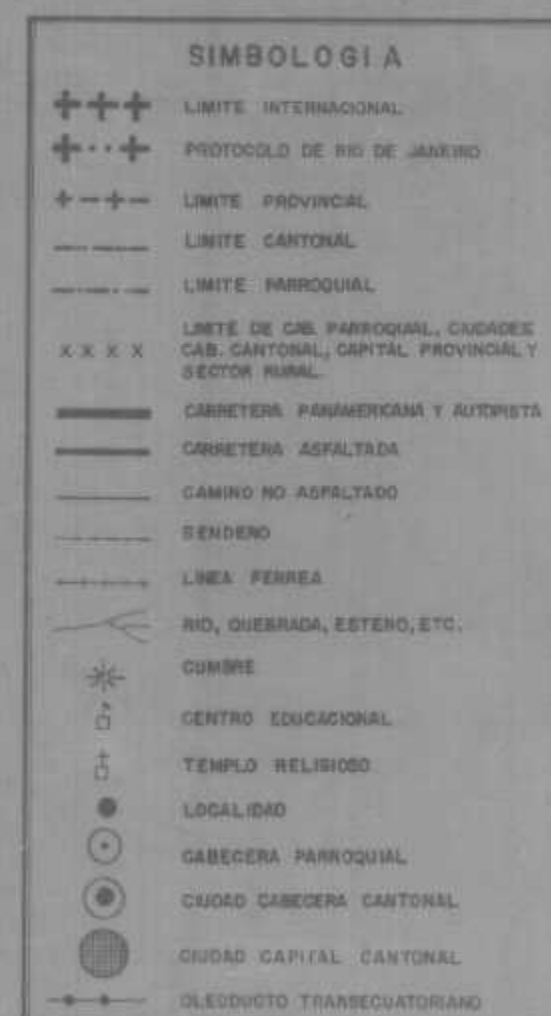 SIMBOLOGIA
LIMITE INTERNACIONAL
PROTOCOLO DE RIO DE JANEIRO
LIMITE PROVINCIAL
LIMITE CANTONAL
LIMITE PARROQUIAL
LIMITE DE CAB. PARROQUIAL, CIUDADES
X X X X CAB. CANTONAL, CAPITAL PROVINCIAL Y
SECTOR RURAL.
CARRETERA PANAMERICANA Y AUTOPISTA
CARRETERA ASFALTADA
CAMINO NO ASFALTADO
SENDERO
LINEA FERREA
RIO, QUEBRADA, ESTERO, ETC.
CUMBRE
CENTRO EDUCACIONAL
TEMPLO RELIGIOSO
LOCALIDAD
CABECERA PARROQUIAL
CIUDAD CABECERA CANTONAL
CIUDAD CAPITAL CANTONAL
OLEODUCTO TRANSECUATORIANO